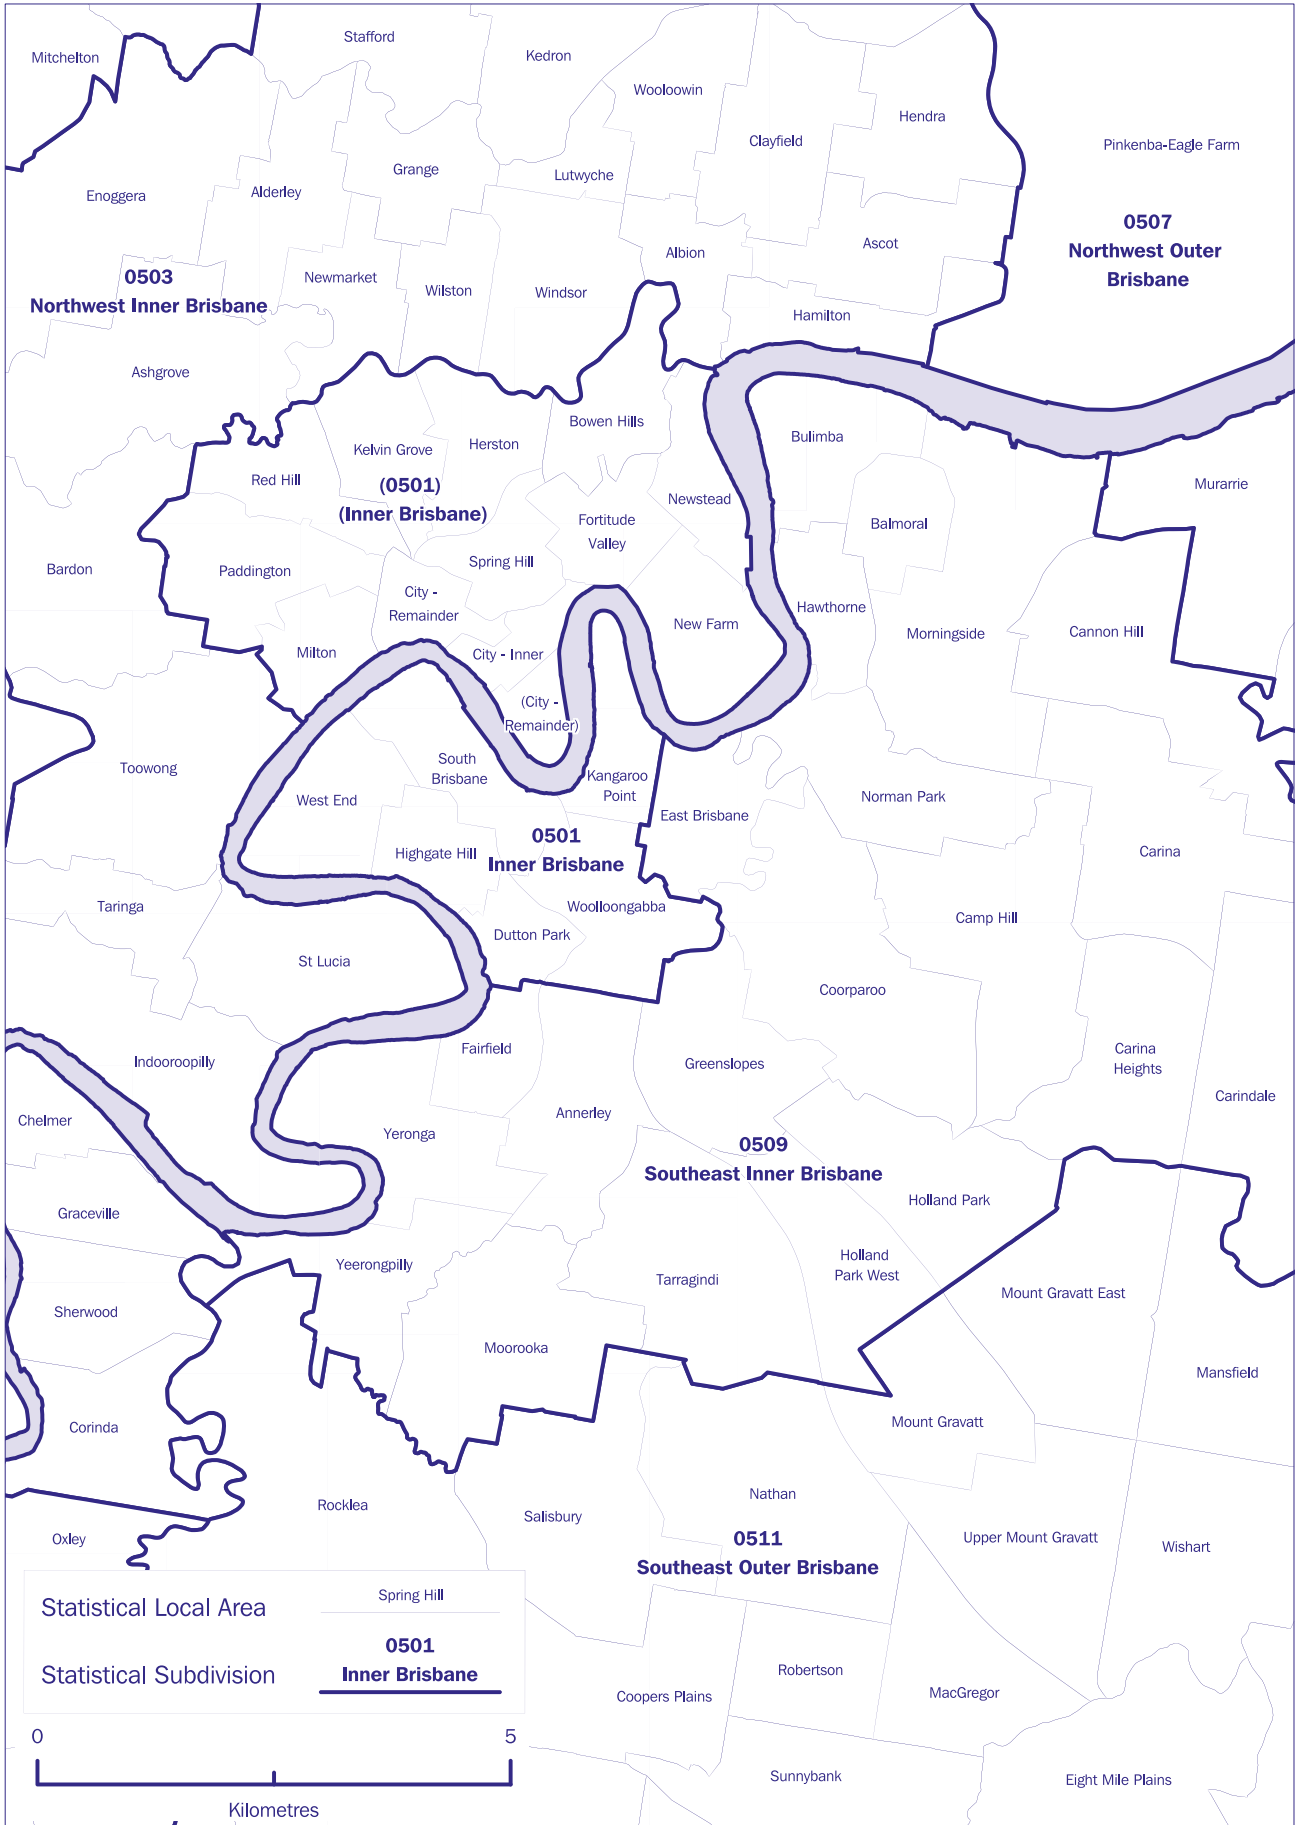 Stafford
Mitchelton
Kedron
Wooloowin
Hendra
Clayfield
Pinkenba-Eagle Farm
Grange
Lutwyche
Enoggera
Alderley
0507
Northwest Outer
Brisbane
Ascot
Albion
0503
Northwest Inner Brisbane
Newmarket
Wilston
Windsor
Hamilton
Ashgrove
Bowen Hills
Bulimba
Kelvin Grove
Herston
Red Hill
(0501)
(Inner Brisbane)
Murarrie
Newstead
Fortitude
Valley
Balmoral
Bardon
Paddington
Spring Hill
City -
Remainder
Hawthorne
New Farm
Morningside
Cannon Hill
Milton
City - Inner
(City -
Remainder)
Toowong
South
Brisbane
Kangaroo
Point
West End
Norman Park
East Brisbane
0501
Inner Brisbane
Highgate Hill
Carina
Taringa
Woolloongabba
Camp Hill
Dutton Park
St Lucia
Coorparoo
Fairfield
Indooroopilly
Greenslopes
Carina
Heights
Carindale
Chelmer
Annerley
Yeronga
0509
Southeast Inner Brisbane
Holland Park
Graceville
Yeerongpilly
Holland
Park West
Tarragindi
Mount Gravatt East
Sherwood
Moorooka
Mansfield
Corinda
Mount Gravatt
Nathan
Rocklea
Salisbury
Oxley
0511
Southeast Outer Brisbane
Upper Mount Gravatt
Wishart
Statistical Local Area
Spring Hill
0501
Inner Brisbane
Statistical Subdivision
Robertson
Coopers Plains
MacGregor
0
5
Sunnybank
Eight Mile Plains
Kilometres